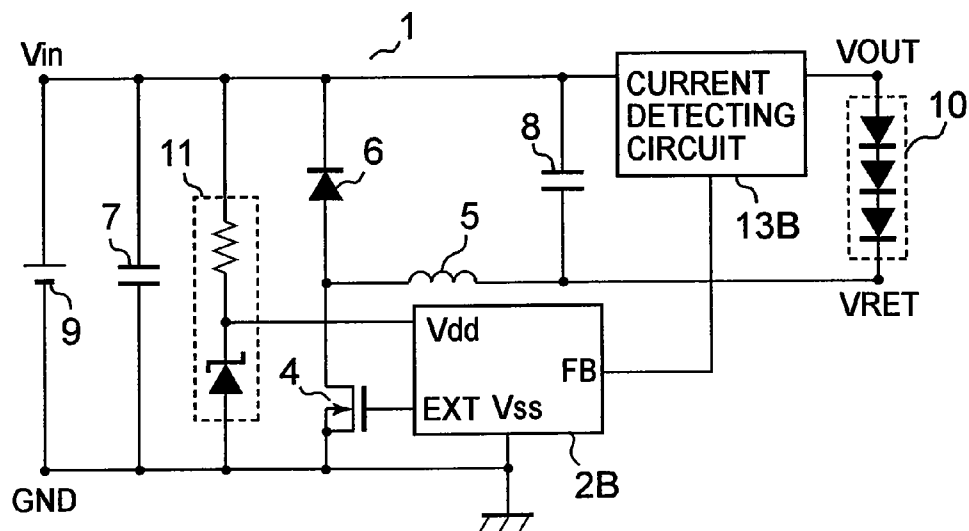 1
Vin
VOUT
CURRENT
DETECTING
CIRCUIT
10
8
6
11
13B
7
5
VRET
Vdd
9
FB
4
EXT Vss
GND
2B